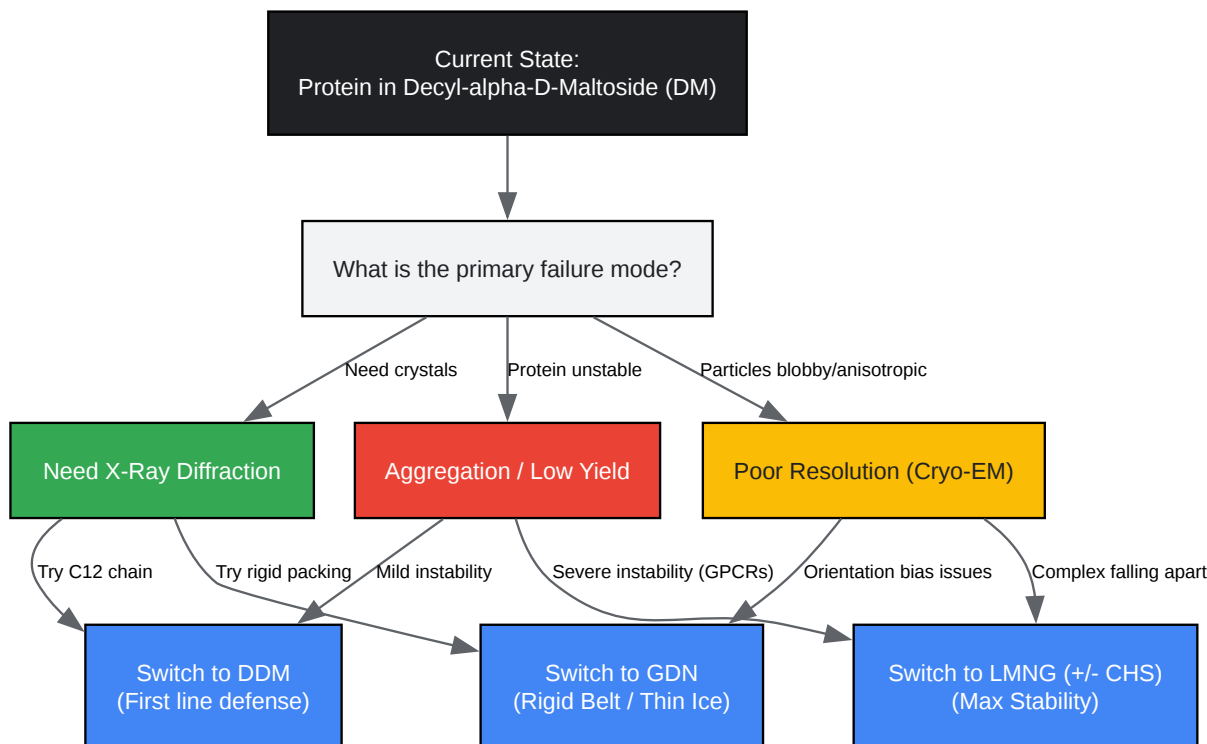 Current State:
Protein in Decyl-alpha-D-Maltoside (DM)
What is the primary failure mode?
Need crystals
Protein unstable
Particles blobby/anisotropic
Need X-Ray Diffraction
Aggregation / Low Yield
Poor Resolution (Cryo-EM)
Try C12 chain
Try rigid packing
Mild instability
Severe instability (GPCRs)
Orientation bias issues
Complex falling apart
Switch to DDM
(First line defense)
Switch to GDN
(Rigid Belt / Thin Ice)
Switch to LMNG (+/- CHS)
(Max Stability)